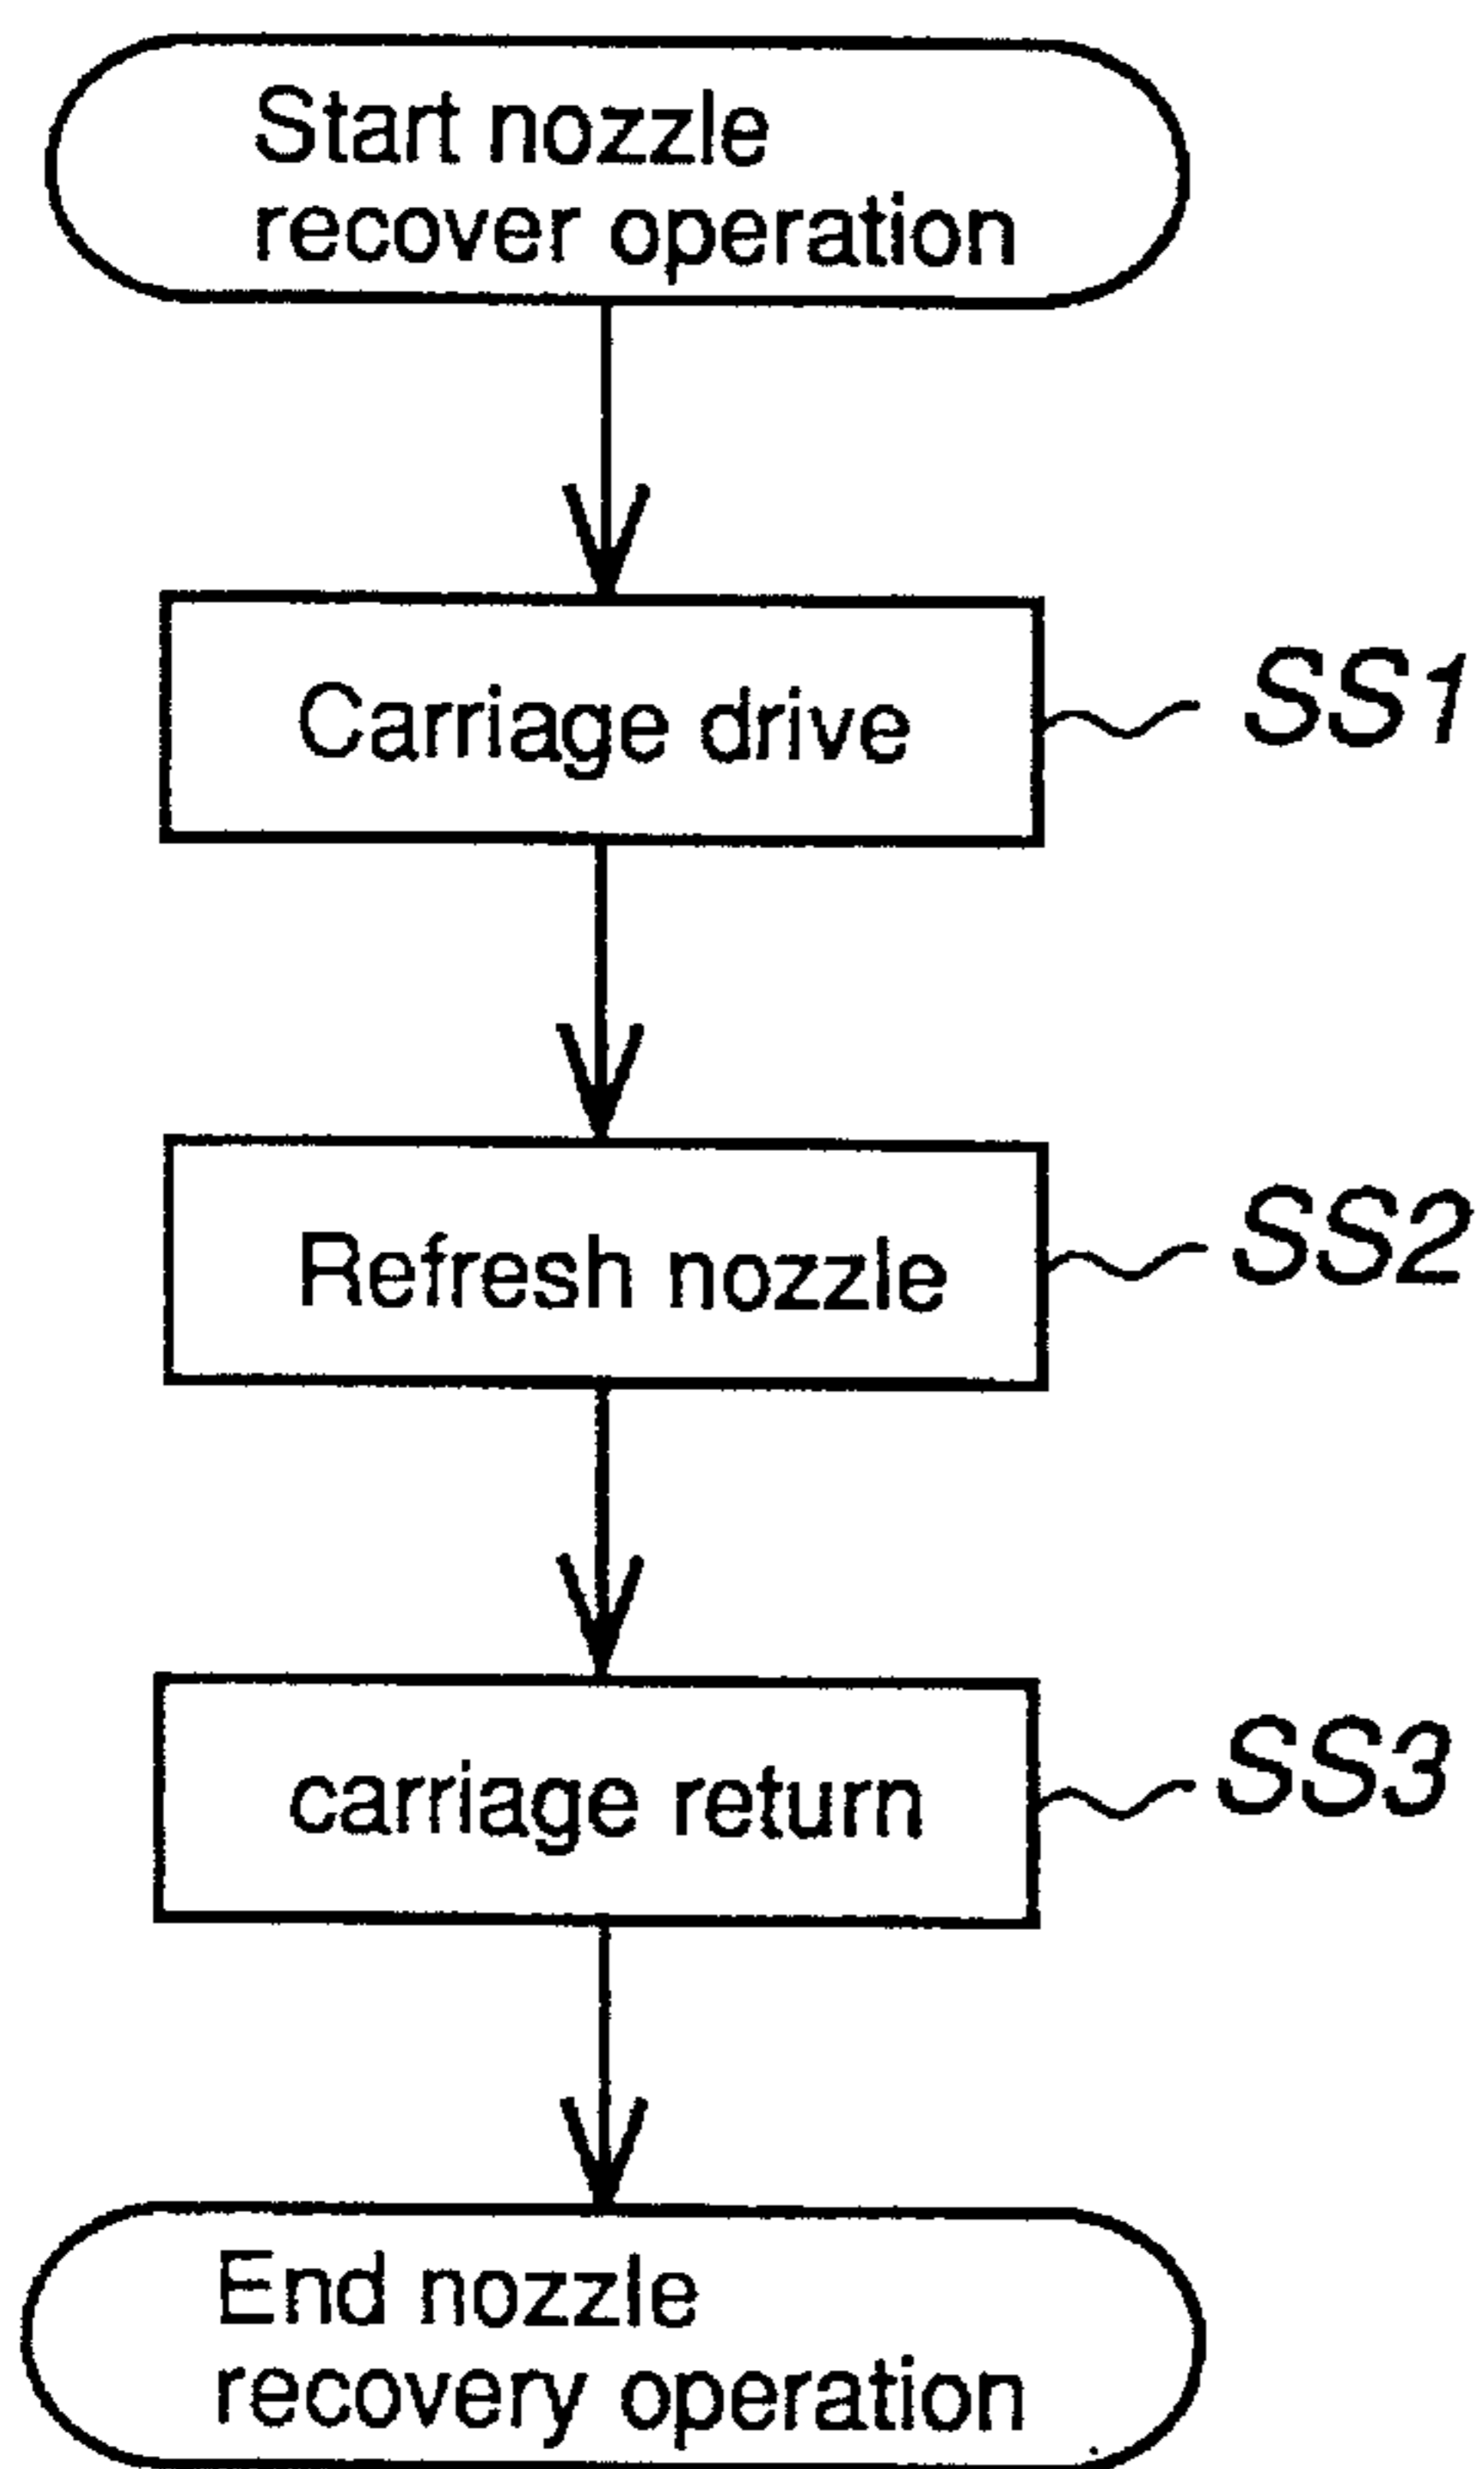 Start nozzle
recover operation
Carriage drive
SS1
Refresh nozzle
SS2
carriage return
SS3
End nozzle
recovery operation